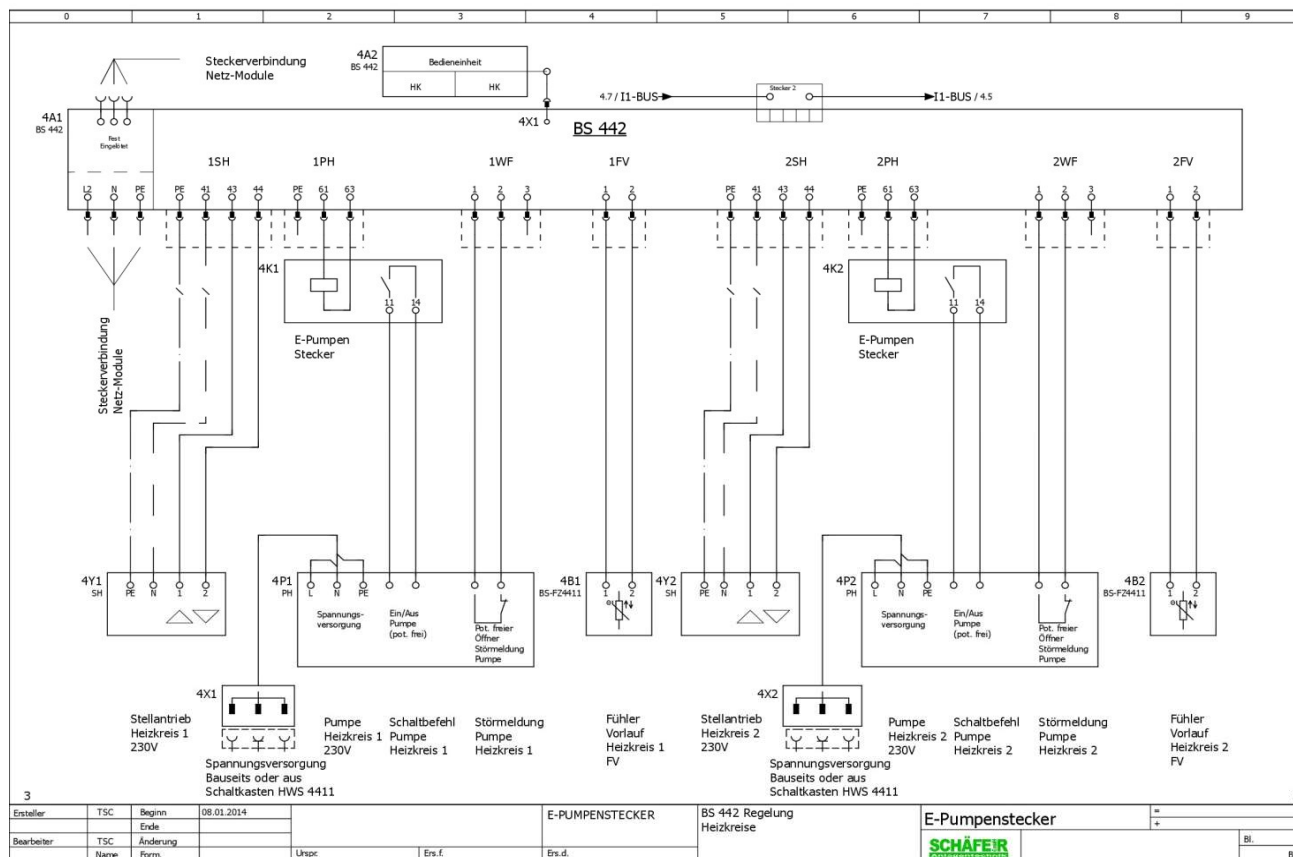 0 1 2 3 4 5 6 7 8 9
Steckerverbindung
Netz-Module
4A2
BS 442
Bedieneinheit
HK HK
4X1
4.7 / I1-BUS
Stecker 2
I1-BUS / 4.5
4A1
BS 442
Fest
Eingelötet
BS 442
1SH 1PH 1WF 1FV 2SH 2PH 2WF 2FV
L2 N PE PE 41 43 44 PE 61 63 1 2 3 1 2 PE 41 43 44 PE 61 63 1 2 3 1 2
Steckerverbindung
Netz-Module
4K1
11 14
E-Pumpen
Stecker
4K2
11 14
E-Pumpen
Stecker
4Y1
SH
PE N 1 2
4P1
PH
L N PE
Spannungs-
versorgung
Ein/Aus
Pumpe
(pot. frei)
Pot. freier
Öffner
Störmeldung
Pumpe
4B1
BS-FZ4411
1 2
4Y2
SH
PE N 1 2
4P2
PH
L N PE
Spannungs-
versorgung
Ein/Aus
Pumpe
(pot. frei)
Pot. freier
Öffner
Störmeldung
Pumpe
4B2
BS-FZ4411
1 2
4X1
4X2
Stellantrieb
Heizkreis 1
230V
Pumpe
Heizkreis 1
230V
Schaltbefehl
Pumpe
Heizkreis 1
Störmeldung
Pumpe
Heizkreis 1
Fühler
Vorlauf
Heizkreis 1
FV
Stellantrieb
Heizkreis 2
230V
Pumpe
Heizkreis 2
230V
Schaltbefehl
Pumpe
Heizkreis 2
Störmeldung
Pumpe
Heizkreis 2
Fühler
Vorlauf
Heizkreis 2
FV
Spannungsversorgung
Bauseits oder aus
Schaltkasten HWS 4411
Spannungsversorgung
Bauseits oder aus
Schaltkasten HWS 4411
3
Ersteller TSC Beginn 08.01.2014
Ende
Bearbeiter TSC Änderung
Name Form.
Urspr. Ers.f. Ers.d.
E-PUMPENSTECKER
BS 442 Regelung
Heizkreise
E-Pumpenstecker
=
+
SCHÄFER
Bl.